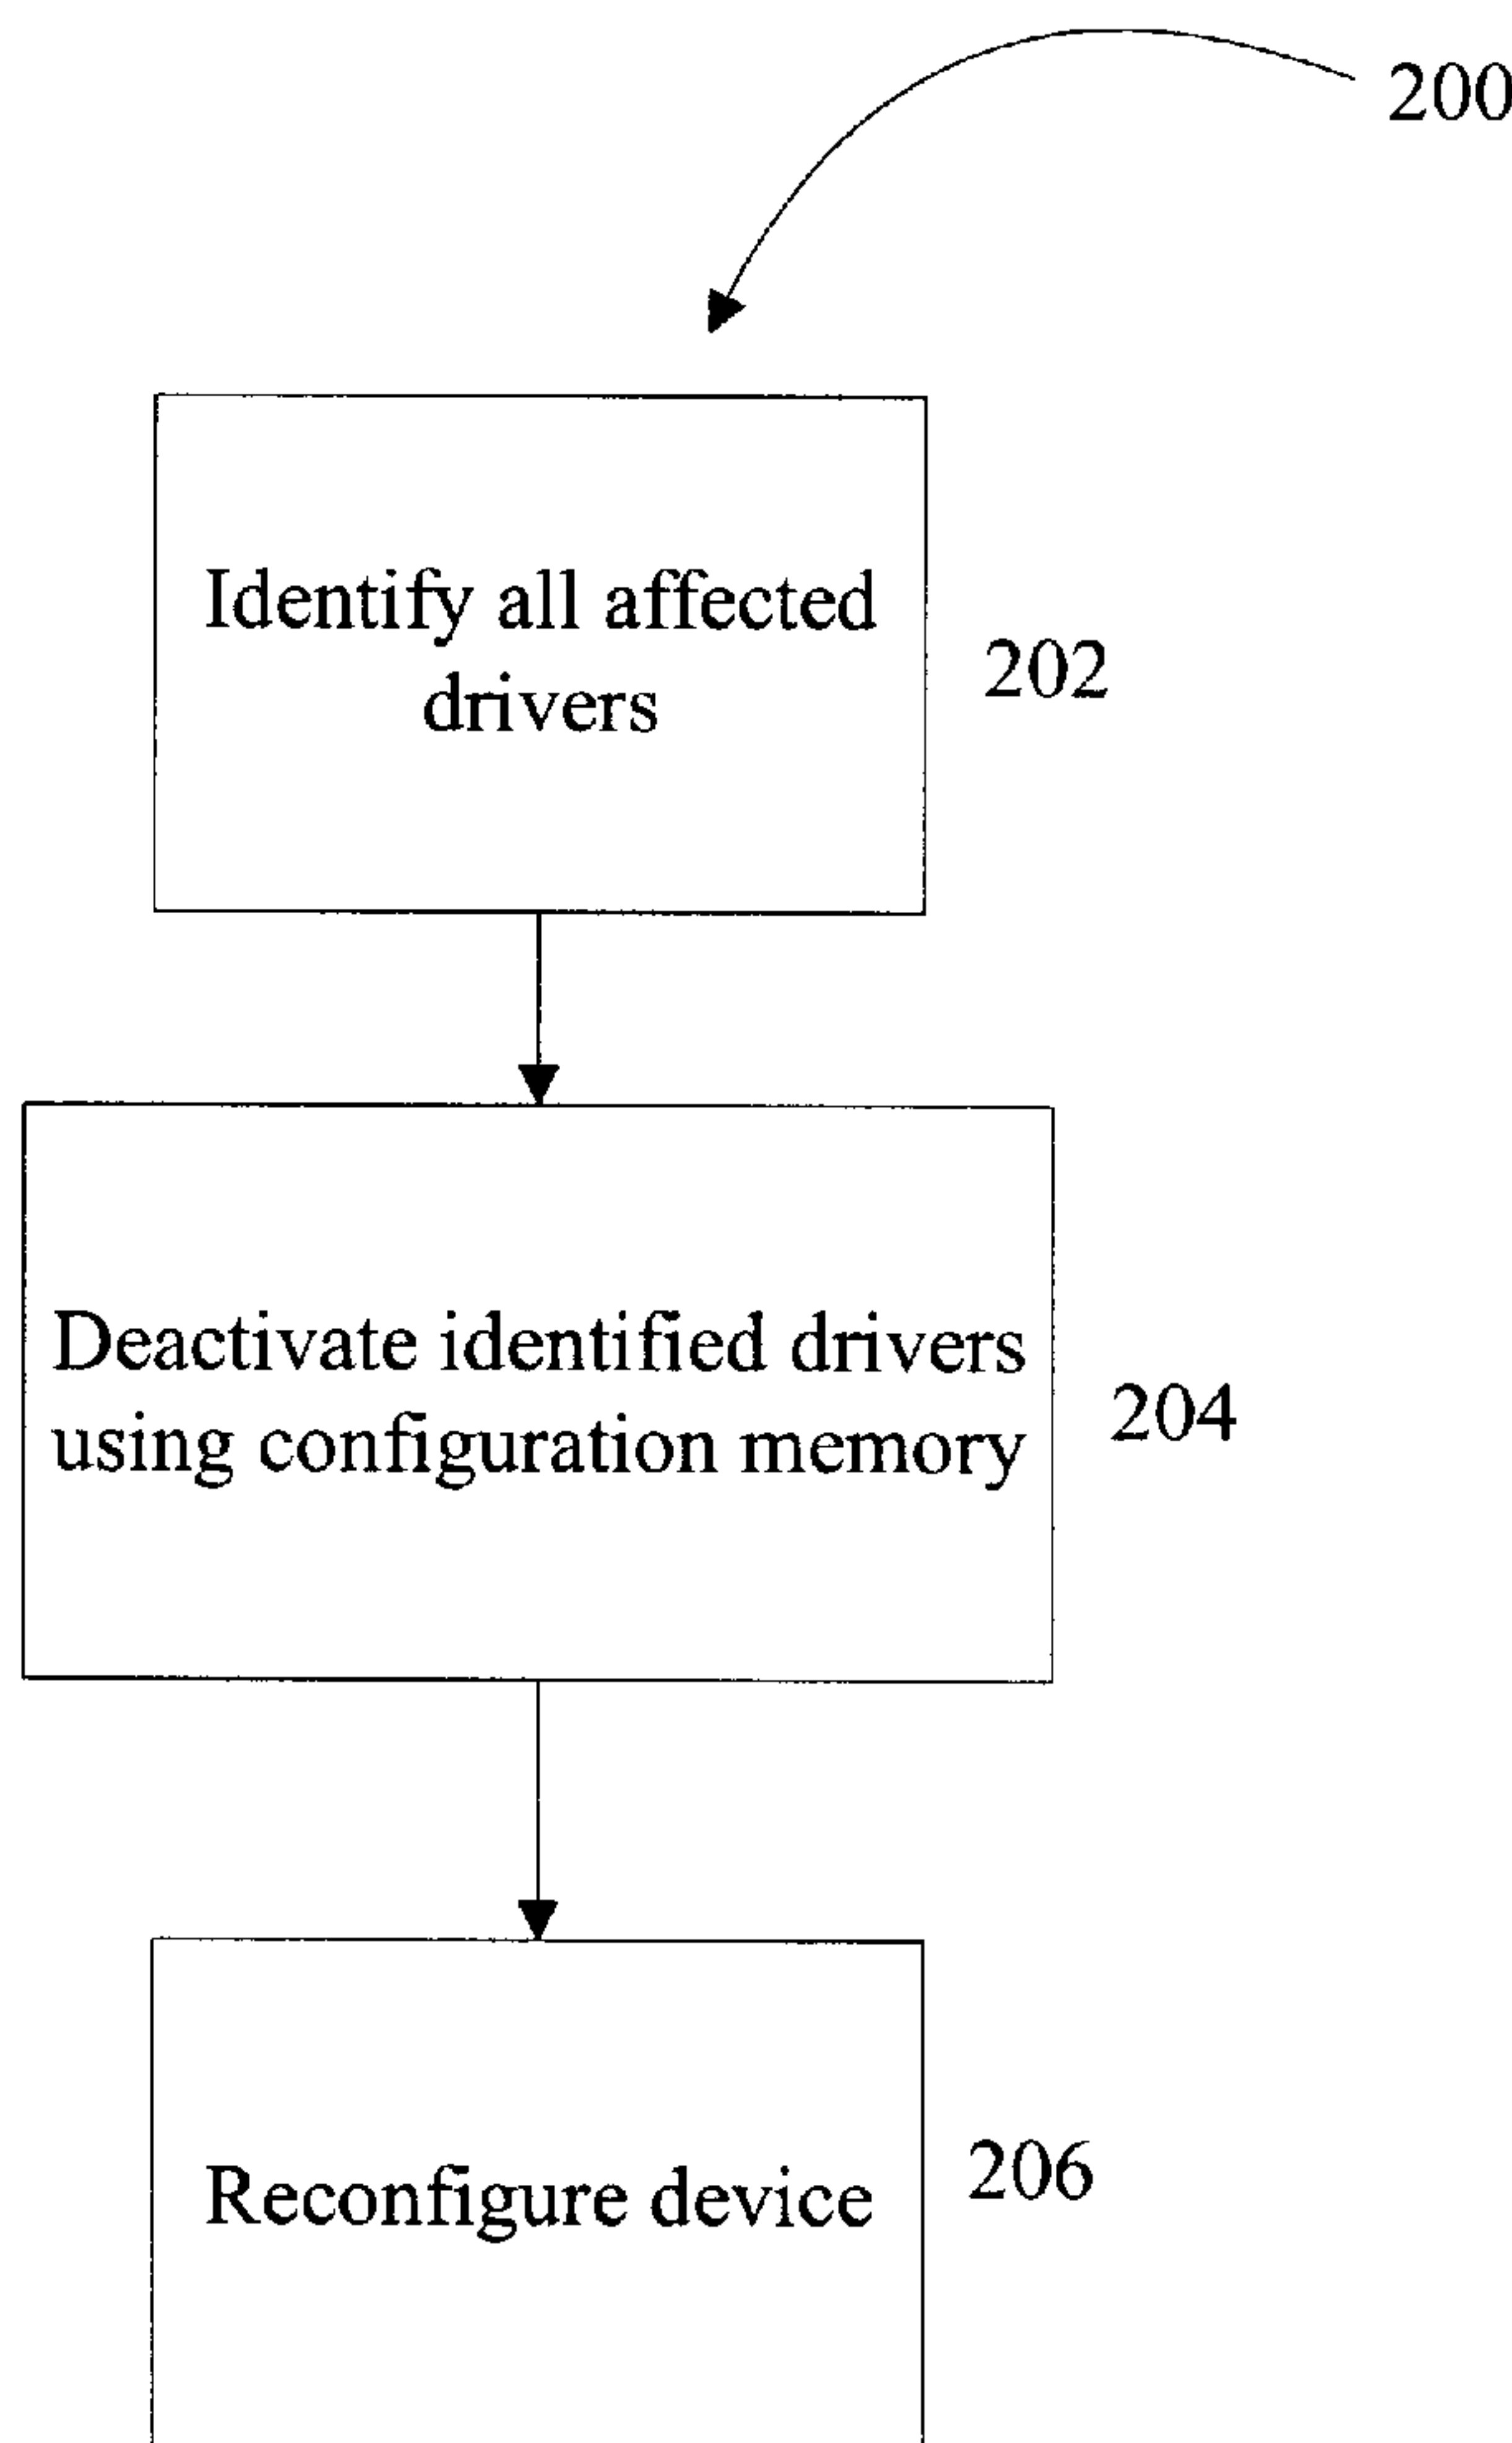 200
Identify all affected
drivers
202
Deactivate identified drivers
using configuration memory
204
Reconfigure device
206